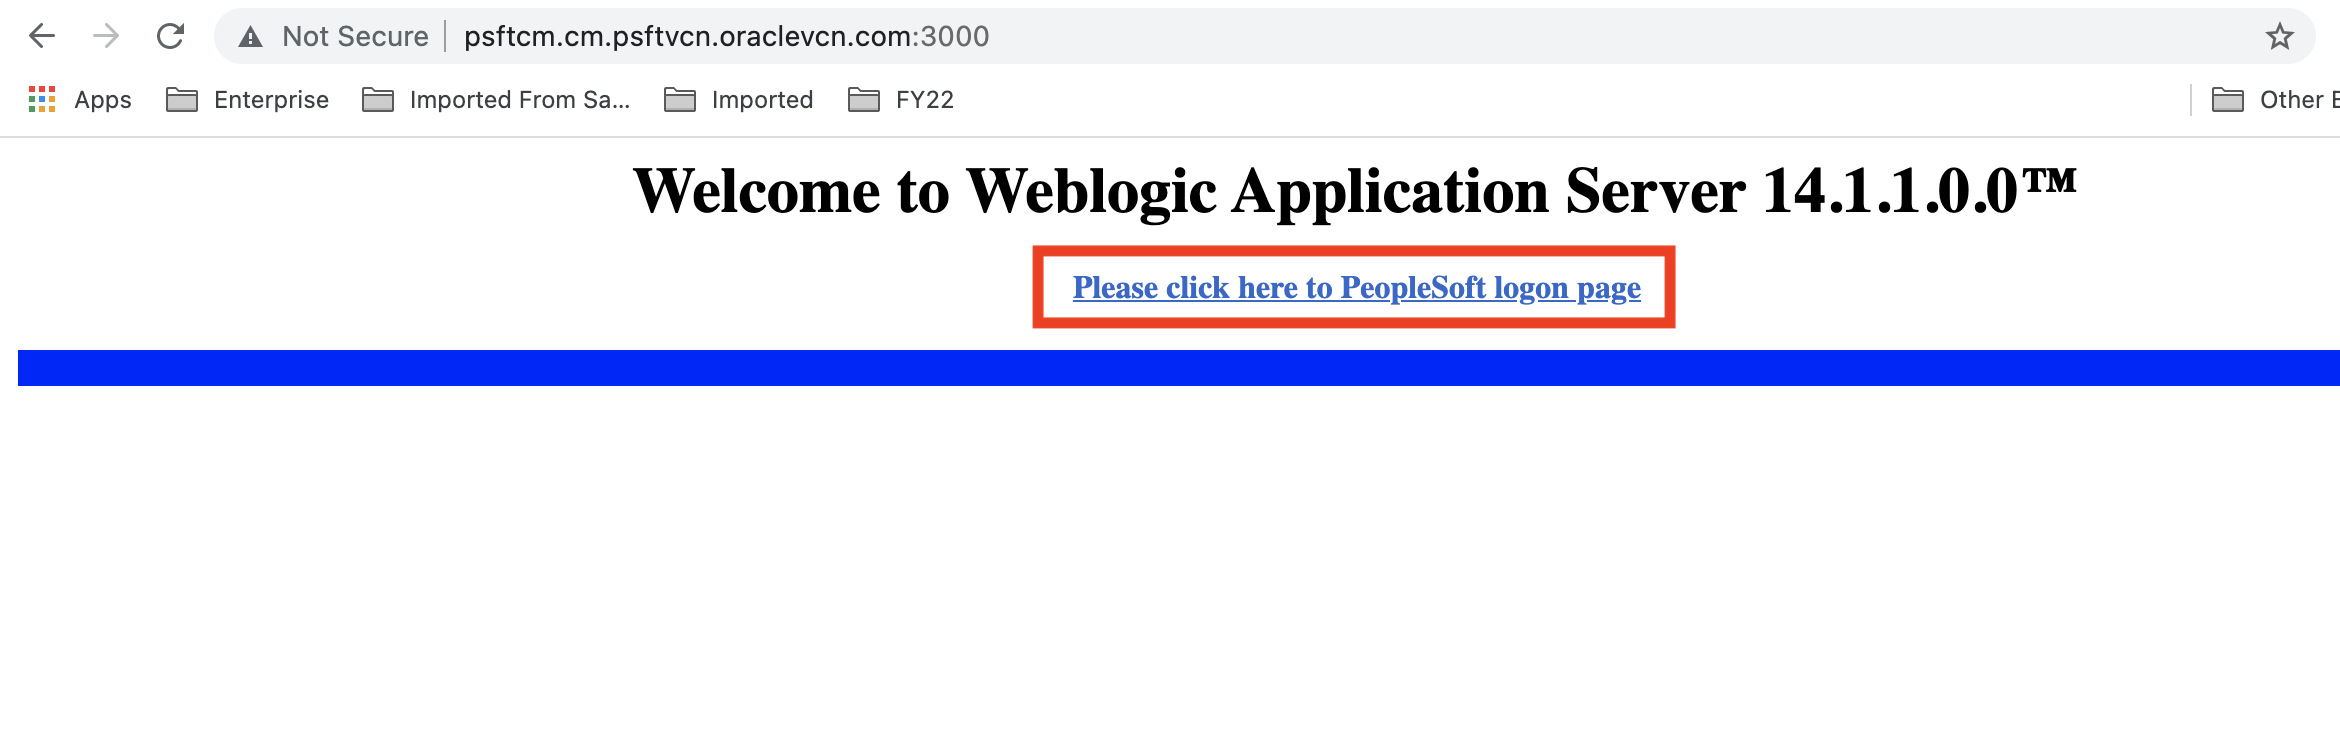 Not Secure psftcm.cm.psftvcn.oraclevcn.com:3000
Apps Enterprise Imported From Sa... Imported FY22 Other
Welcome to Weblogic Application Server 14.1.1.0.0™
Please click here to PeopleSoft logon page